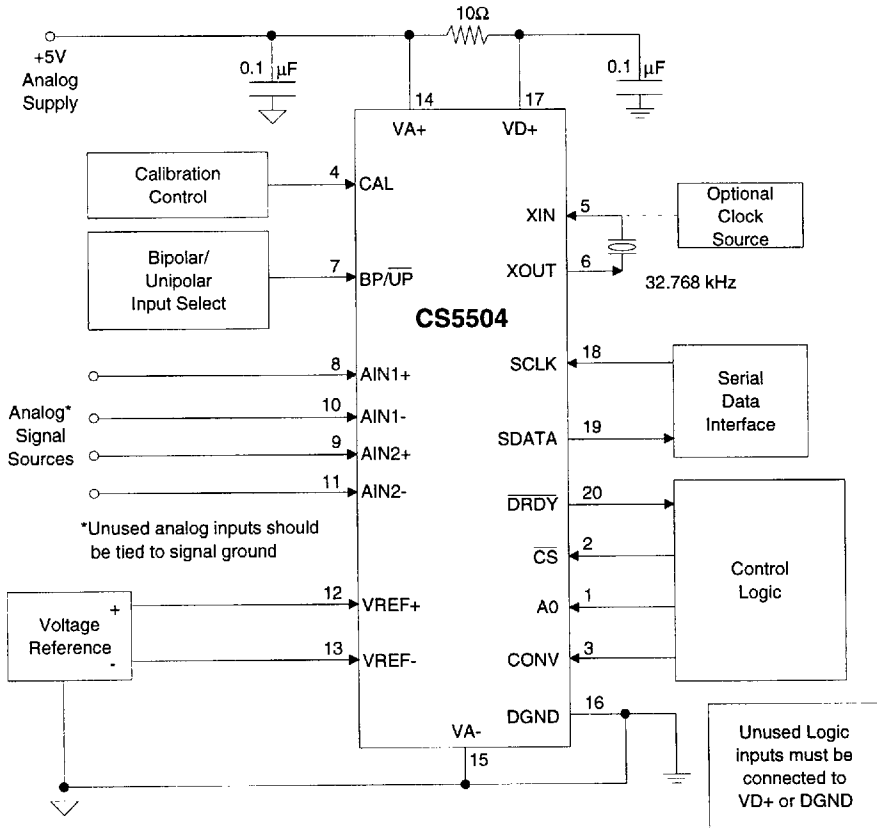 10Ω
+5V
Analog
Supply
0.1 µF
0.1 µF
14
17
VA+
VD+
Calibration
Control
4
CAL
Optional
Clock
Source
5
XIN
Bipolar/
Unipolar
Input Select
7
BP/UP
6
XOUT
32.768 kHz
CS5504
8
AIN1+
18
SCLK
Serial
Data
Interface
Analog*
Signal
Sources
10
AIN1-
9
AIN2+
19
SDATA
11
AIN2-
20
DRDY
*Unused analog inputs should
be tied to signal ground
2
CS
Control
Logic
1
A0
12
VREF+
Voltage
Reference
+
-
13
VREF-
3
CONV
16
DGND
VA-
15
Unused Logic
inputs must be
connected to
VD+ or DGND